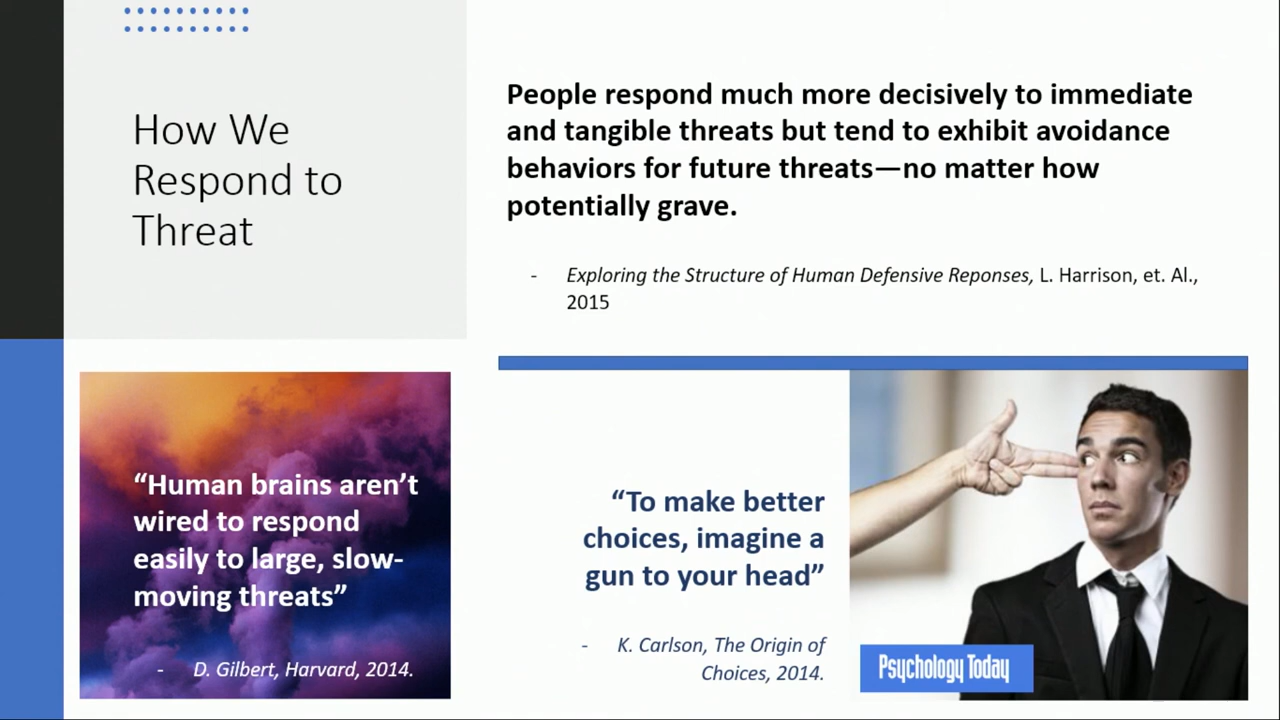 How We
Respond to
Threat
People respond much more decisively to immediate
and tangible threats but tend to exhibit avoidance
behaviors for future threats—no matter how
potentially grave.
- Exploring the Structure of Human Defensive Reponses, L. Harrison, et. Al.,
2015
“Human brains aren’t
wired to respond
easily to large, slow-
moving threats”
- D. Gilbert, Harvard, 2014.
“To make better
choices, imagine a
gun to your head”
- K. Carlson, The Origin of
Choices, 2014.
Psychology Today